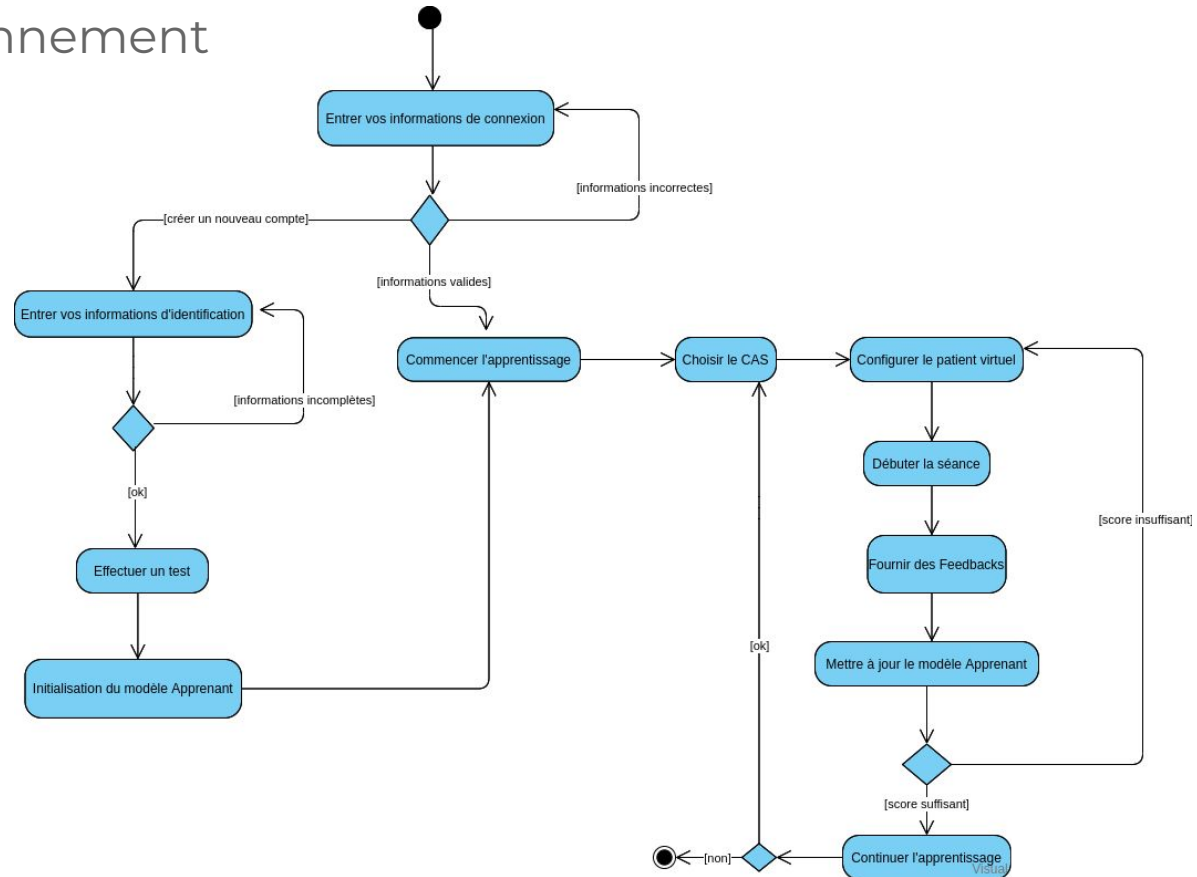 nnement
Entrer vos informations de connexion
[informations incorrectes]
[créer un nouveau compte]
[informations valides]
Entrer vos informations d'identification
[informations incomplètes]
Commencer l'apprentissage
Choisir le CAS
Configurer le patient virtuel
Débuter la séance
[ok]
[score insuffisant]
Fournir des Feedbacks
Effectuer un test
[ok]
Mettre à jour le modèle Apprenant
Initialisation du modèle Apprenant
[score suffisant]
[non]
Continuer l'apprentissage
Visual